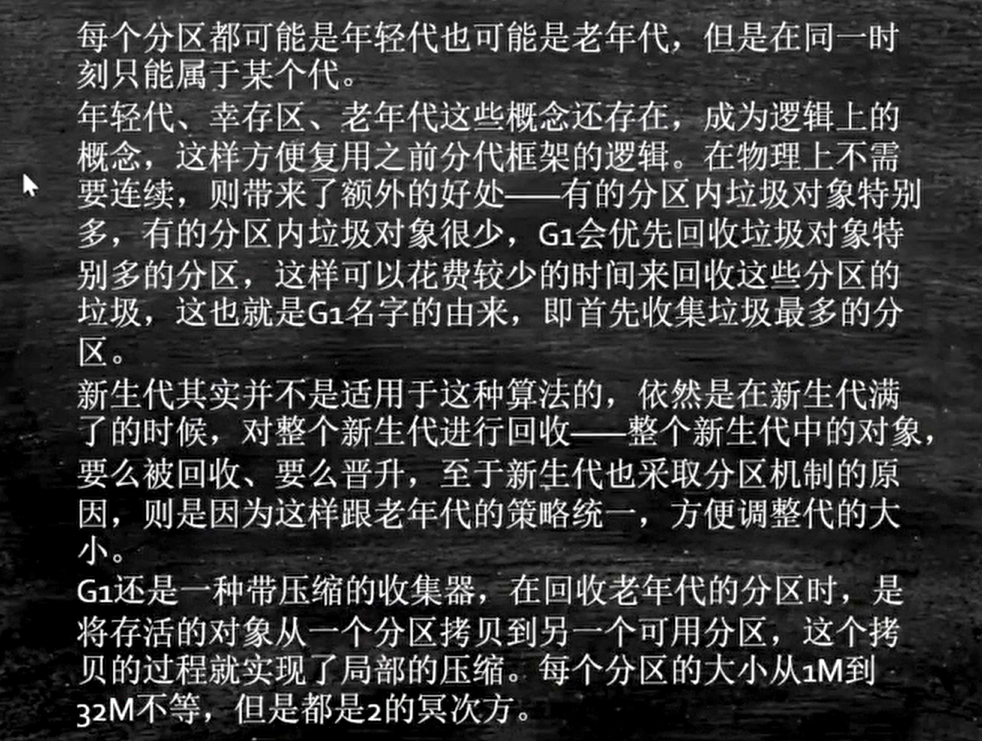 每个分区都可能是年轻代也可能是老年代，但是在同一时
刻只能属于某个代。
年轻代、幸存区、老年代这些概念还存在，成为逻辑上的
概念，这样方便复用之前分代框架的逻辑。在物理上不需
要连续，则带来了额外的好处——有的分区内垃圾对象特别
多，有的分区内垃圾对象很少，G1会优先回收垃圾对象特
别多的分区，这样可以花费较少的时间来回收这些分区的
垃圾，这也就是G1名字的由来，即首先收集垃圾最多的分
区。
新生代其实并不是适用于这种算法的，依然是在新生代满
了的时候，对整个新生代进行回收——整个新生代中的对象，
要么被回收、要么晋升，至于新生代也采取分区机制的原
因，则是因为这样跟老年代的策略统一，方便调整代的大
小。
G1还是一种带压缩的收集器，在回收老年代的分区时，是
将存活的对象从一个分区拷贝到另一个可用分区，这个拷
贝的过程就实现了局部的压缩。每个分区的大小从1M到
32M不等，但是都是2的冥次方。